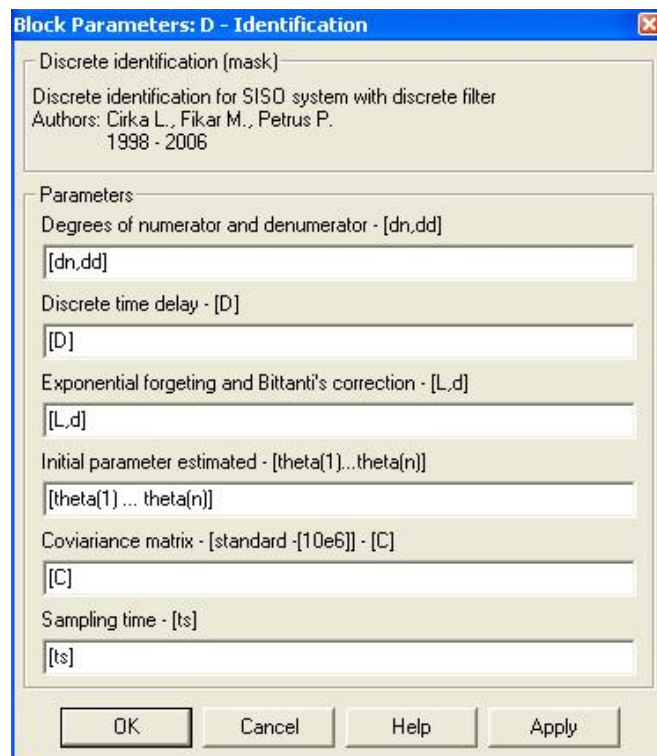 Block Parameters: D - Identification
Discrete identification (mask)
Discrete identification for SISO system with discrete filter
Authors: Cirka L., Fikar M., Petrus P.
1998 - 2006
Parameters
Degrees of numerator and denumerator - [dn,dd]
[dn,dd]
Discrete time delay - [D]
[D]
Exponential forgeting and Bittanti's correction - [L,d]
[L,d]
Initial parameter estimated - [theta(1)...theta(n)]
[theta(1) ... theta(n)]
Coviariance matrix - [standard -[10e6]] - [C]
[C]
Sampling time - [ts]
[ts]
OK Cancel Help Apply